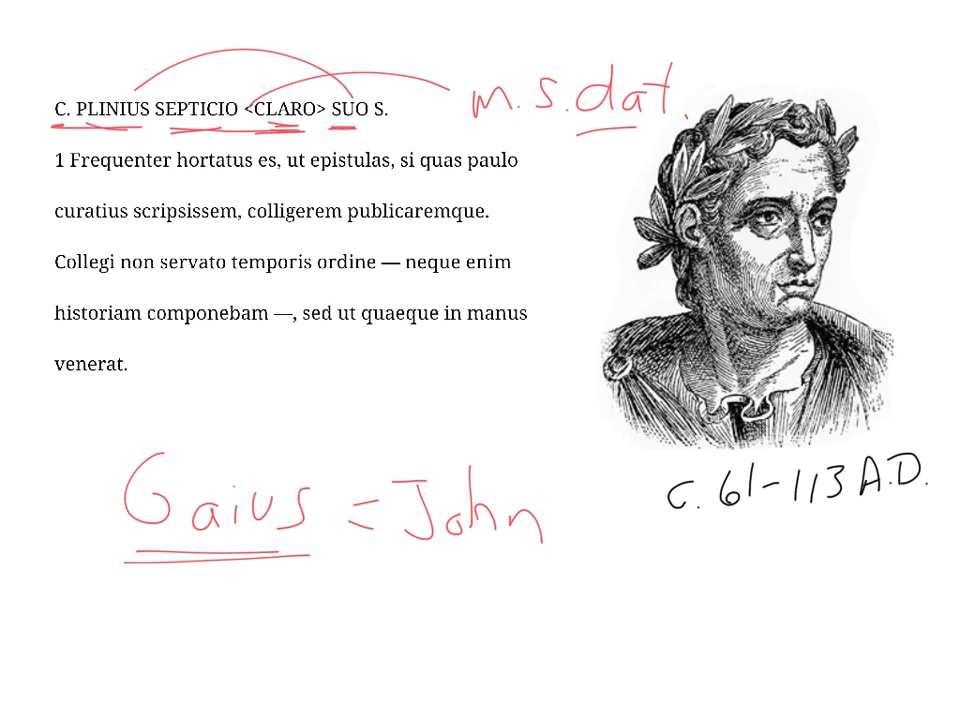 m. s. dat.
C. PLINIUS SEPTICIO <CLARO> SUO S.
1 Frequenter hortatus es, ut epistulas, si quas paulo
curatius scripsissem, colligerem publicaremque.
Collegi non servato temporis ordine — neque enim
historiam componebam —, sed ut quaeque in manus
venerat.
Gaius = John
C. 61-113 A.D.